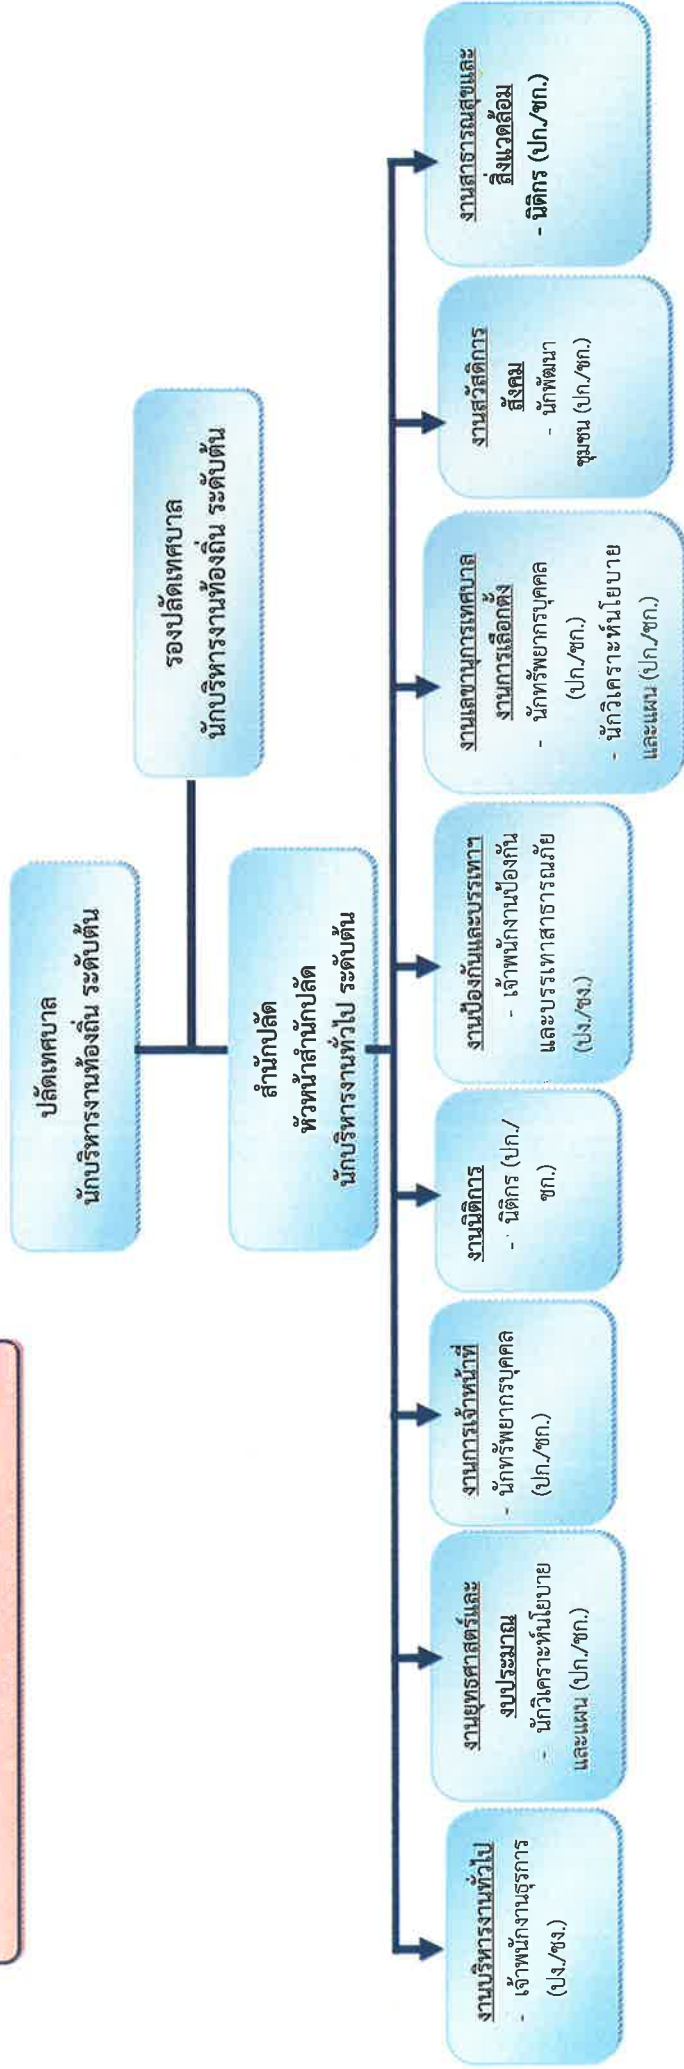 ปลัดเทศบาล
นักบริหารงานท้องถิ่น ระดับต้น
รองปลัดเทศบาล
นักบริหารงานท้องถิ่น ระดับต้น
สำนักปลัด
หัวหน้าสำนักปลัด
นักบริหารงานทั่วไป ระดับต้น
งานบริหารงานทั่วไป
- เจ้าพนักงานธุรการ
(ปง./ชง.)
งานยุทธศาสตร์และ
งบประมาณ
- นักวิเคราะห์นโยบาย
และแผน (ปก./ชก.)
งานการเจ้าหน้าที่
- นักทรัพยากรบุคคล
(ปก./ชก.)
งานนิติการ
- นิติกร (ปก./
ชก.)
งานป้องกันและบรรเทาฯ
- เจ้าพนักงานป้องกัน
และบรรเทาสาธารณภัย
(ปง./ชง.)
งานเลขานุการเทศบาล
งานการเลือกตั้ง
- นักทรัพยากรบุคคล
(ปก./ชก.)
- นักวิเคราะห์นโยบาย
และแผน (ปก./ชก.)
งานสวัสดิการ
สังคม
- นักพัฒนา
ชุมชน (ปก./ชก.)
งานสาธารณสุขและ
สิ่งแวดล้อม
- นิติกร (ปก./ชก.)